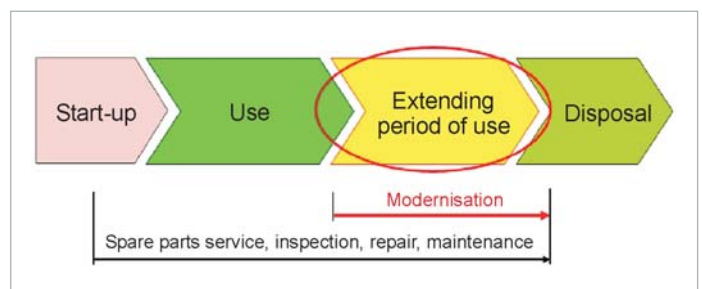 Start-up
Use
Extending
period of use
Disposal
Modernisation
Spare parts service, inspection, repair, maintenance